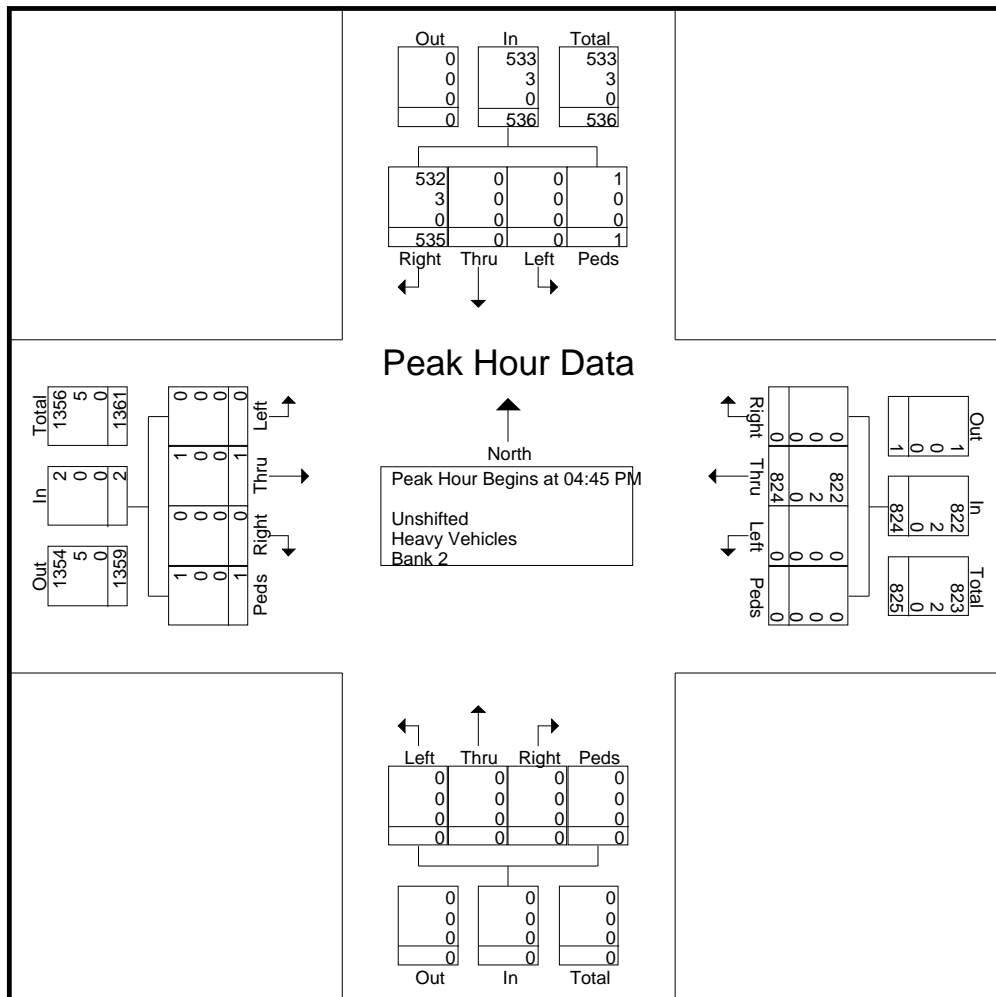 Out In Total
0 533 533
0 3 3
0 0 0
0 536 536
532 0 0 1
3 0 0 0
0 0 0 0
535 0 0 1
Right Thru Left Peds
Peak Hour Data
North
Peak Hour Begins at 04:45 PM
Unshifted
Heavy Vehicles
Bank 2
Total
1356
5
0
1361
In
2
0
0
2
Out
1354
5
0
1359
0
0
0
0
Left
1
0
0
1
Thru
0
0
0
0
Right
1
0
0
1
Peds
Right
0
0
0
0
Thru
822
2
0
824
Left
0
0
0
0
Peds
0
0
0
0
Out
1
0
0
1
In
822
2
0
824
Total
823
2
0
825
Left Thru Right Peds
0 0 0 0
0 0 0 0
0 0 0 0
0 0 0 0
0 0 0
0 0 0
0 0 0
0 0 0
Out In Total